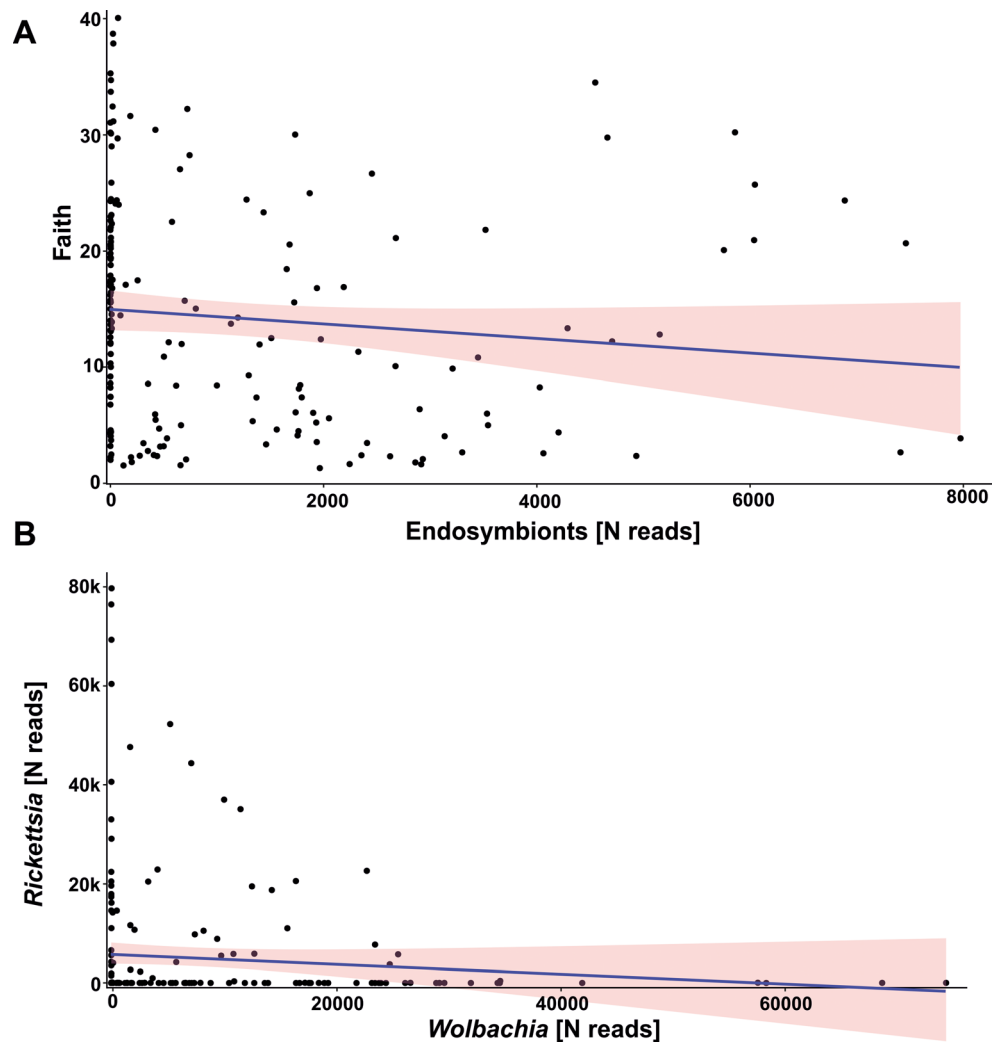 A
40
30
20
10
0
Faith
0 2000 4000 6000 8000
Endosymbionts [N reads]
B
80k
60k
40k
20k
0
Rickettsia [N reads]
0 20000 40000 60000
Wolbachia [N reads]